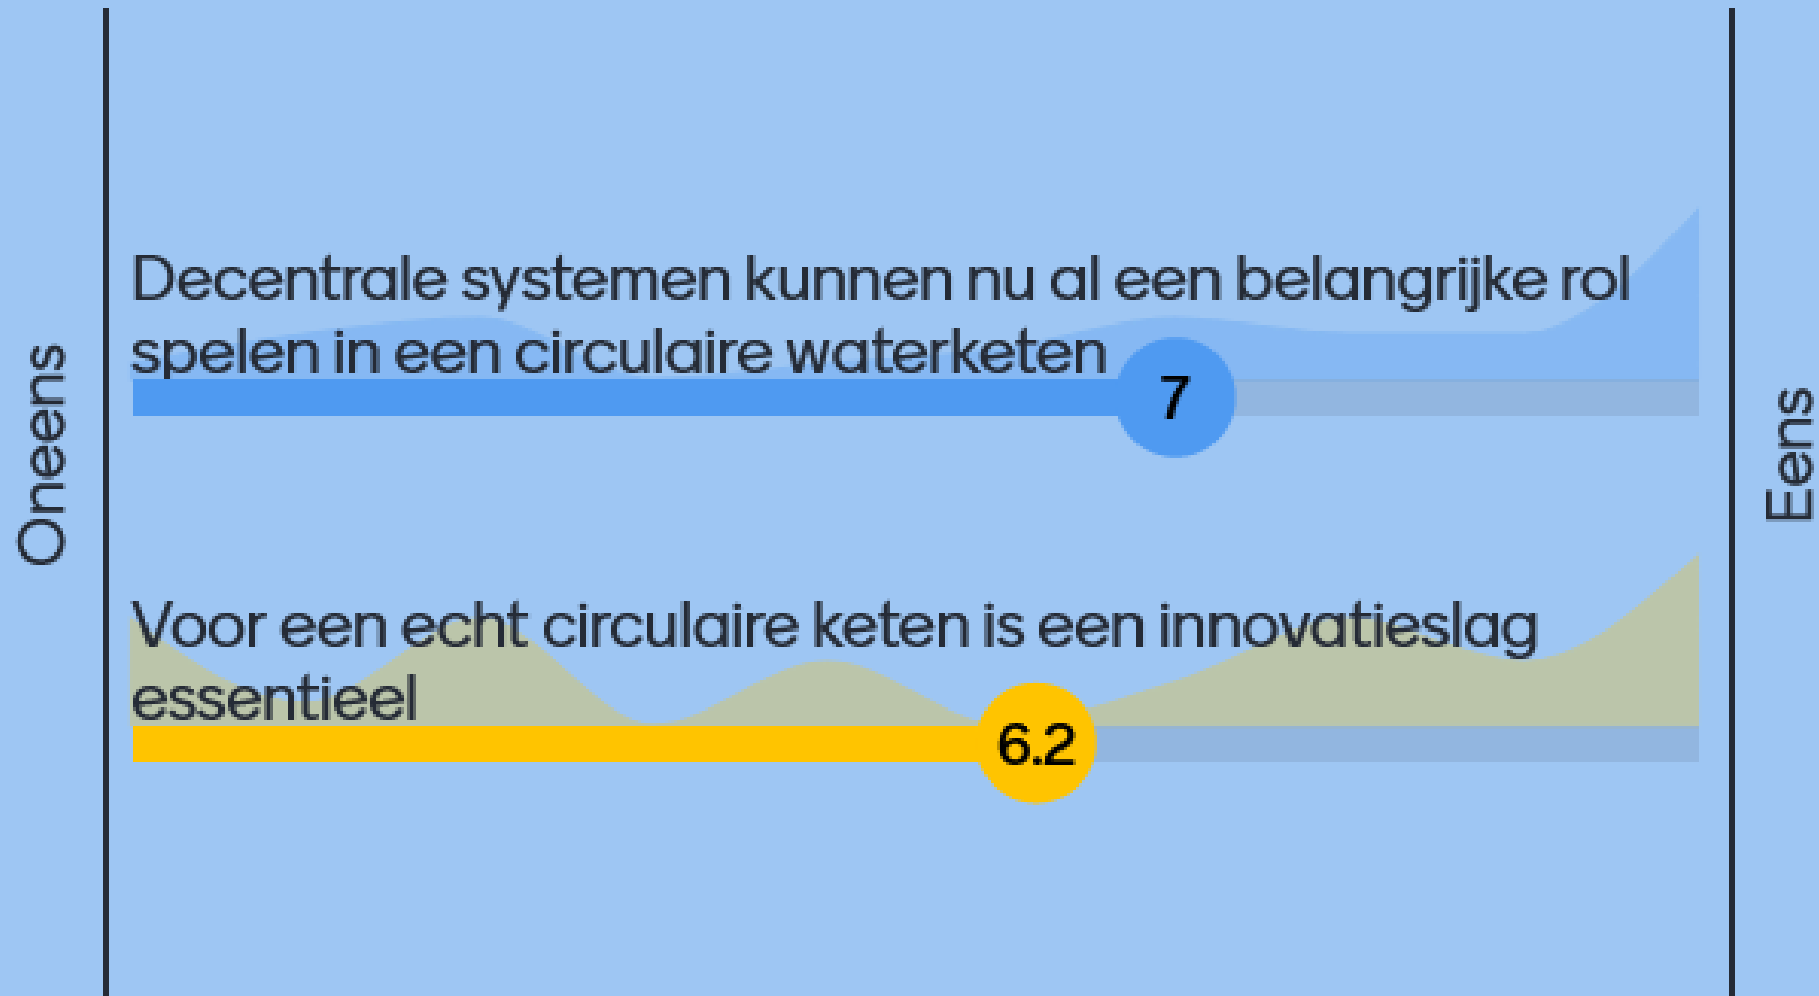 Oneens
Decentrale systemen kunnen nu al een belangrijke rol
spelen in een circulaire waterketen
7
Voor een echt circulaire keten is een innovatieslag
essentieel
6.2
Eens